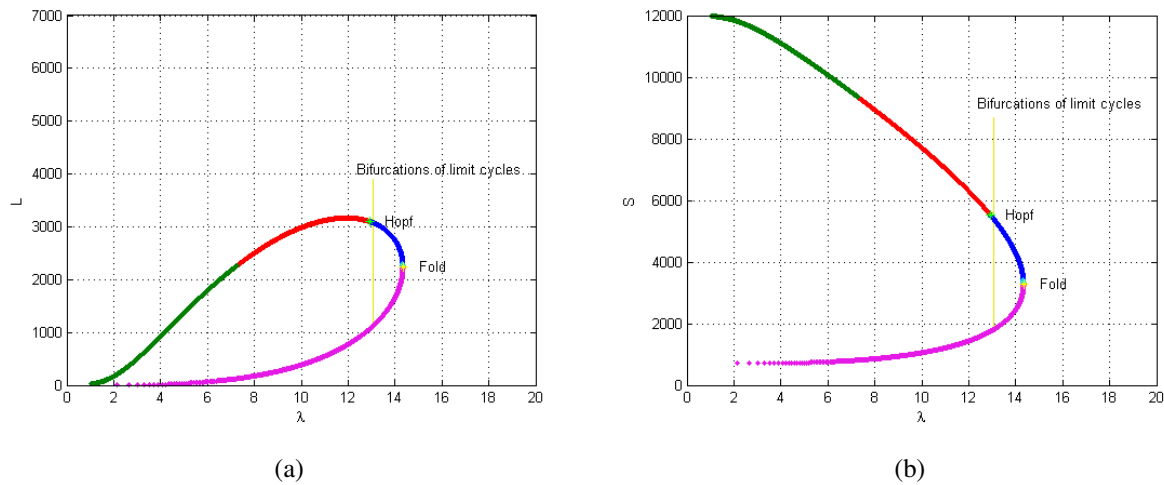 7000
6000
5000
4000
3000
2000
1000
0
L
Bifurcations of limit cycles
Hopf
Fold
0 2 4 6 8 10 12 14 16 18 20
λ
(a)
12000
10000
8000
6000
4000
2000
0
S
Bifurcations of limit cycles
Hopf
Fold
0 2 4 6 8 10 12 14 16 18 20
λ
(b)